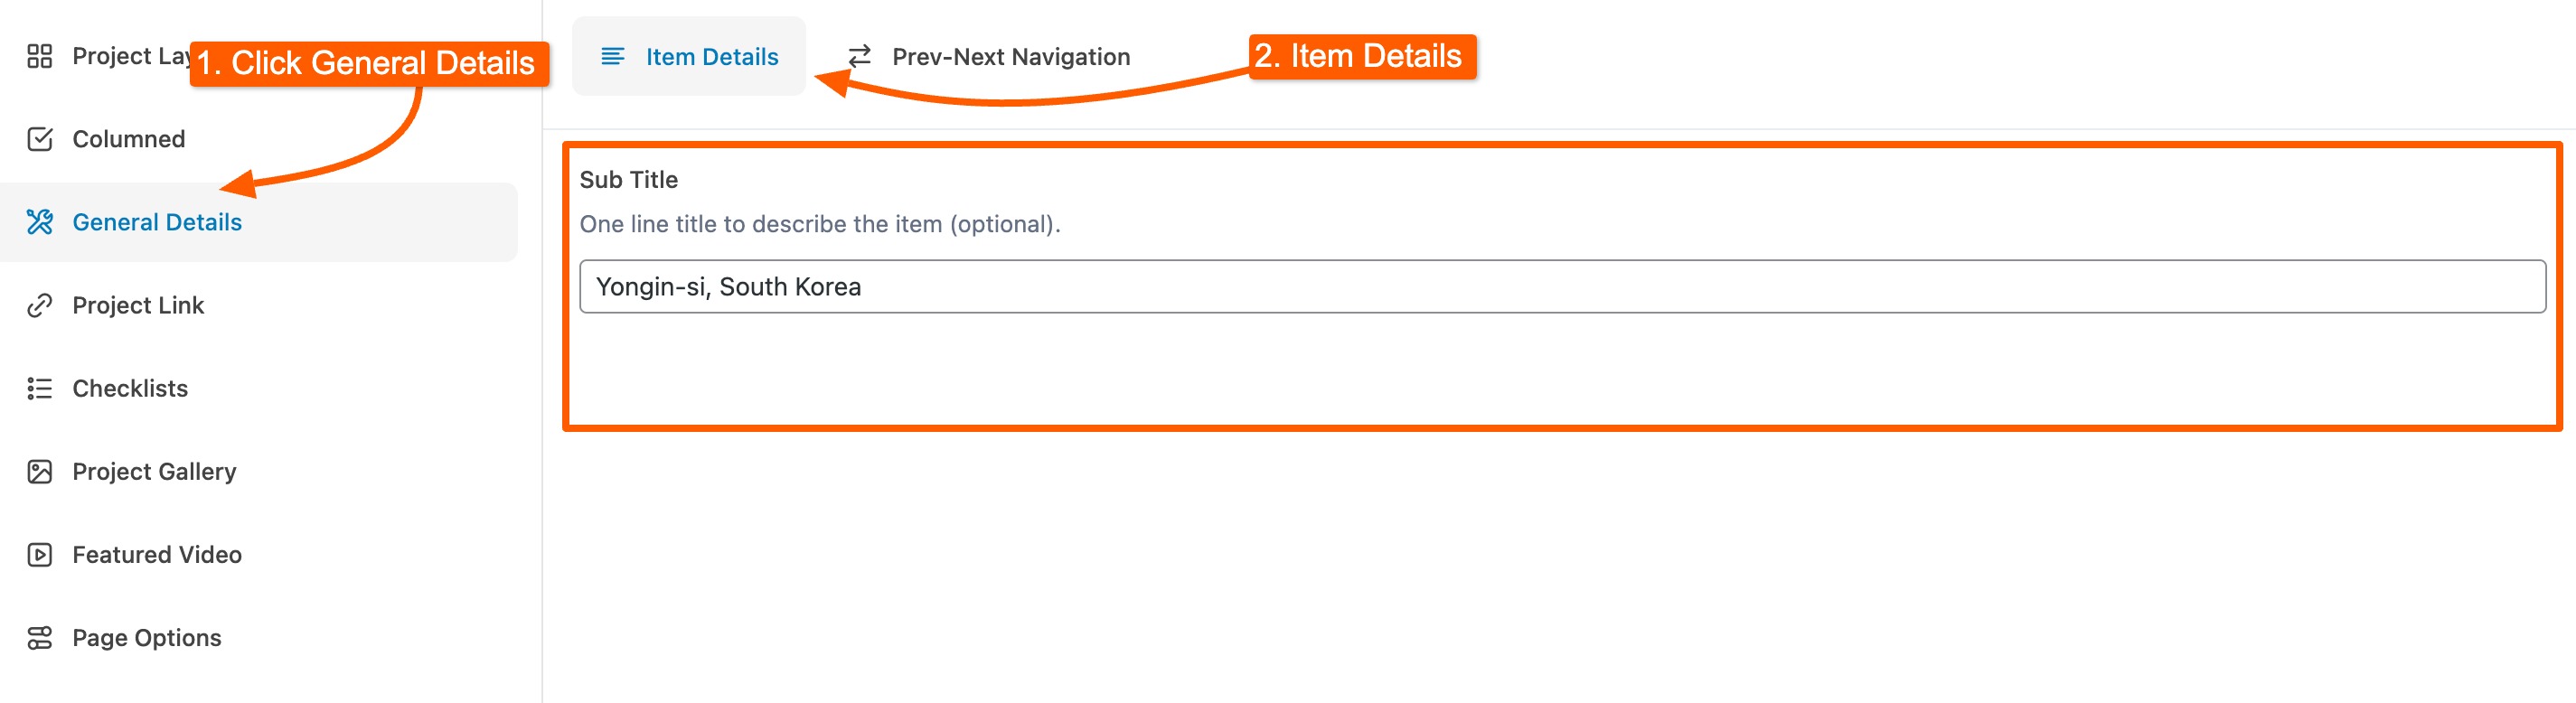 Project Lay
1. Click General Details
Columned
General Details
Project Link
Checklists
Project Gallery
Featured Video
Page Options
Item Details
Prev-Next Navigation
2. Item Details
Sub Title
One line title to describe the item (optional).
Yongin-si, South Korea